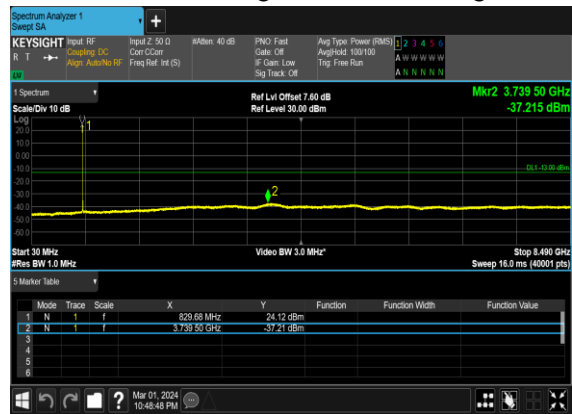 Spectrum Analyzer 1
Swept SA
KEYSIGHT Input: RF Input Z: 50 Ω #Atten: 40 dB PNO: Fast Avg Type: Power (RMS) 1 2 3 4 5 6
R T Coupling: DC Corr CCorr Gate: Off Avg|Hold: 100/100 A W W W W W
Align: Auto/No RF Freq Ref: Int (S) IF Gain: Low Trig: Free Run
Sig Track: Off A N N N N N
LXI
1 Spectrum Ref Lvl Offset 7.60 dB Mkr2 3.739 50 GHz
Scale/Div 10 dB Ref Level 30.00 dBm -37.215 dBm
Log
20.0 1
10.0
0.00
-10.0 DL1 -13.00 dBm
-20.0
-30.0 2
-40.0
-50.0
-60.0
Start 30 MHz Video BW 3.0 MHz* Stop 8.490 GHz
#Res BW 1.0 MHz Sweep 16.0 ms (40001 pts)
5 Marker Table
Mode Trace Scale X Y Function Function Width Function Value
1 N 1 f 829.68 MHz 24.12 dBm
2 N 1 f 3.739 50 GHz -37.21 dBm
3
4
5
6
? Mar 01, 2024
10:48:48 PM